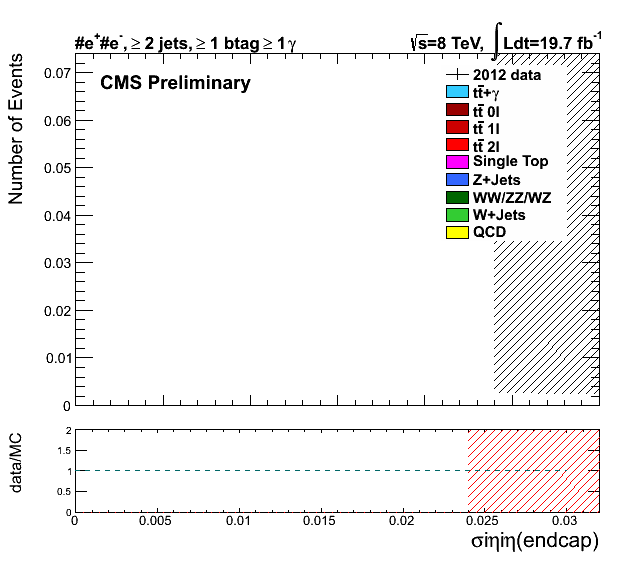 #e⁺#e⁻, ≥ 2 jets, ≥ 1 btag ≥ 1 γ
√s=8 TeV, ∫Ldt=19.7 fb⁻¹
CMS Preliminary
Number of Events
0.07
0.06
0.05
0.04
0.03
0.02
0.01
0
2012 data
tt̄+γ
tt̄ 0l
tt̄ 1l
tt̄ 2l
Single Top
Z+Jets
WW/ZZ/WZ
W+Jets
QCD
data/MC
2
1.5
1
0.5
0
0 0.005 0.01 0.015 0.02 0.025 0.03
σiηiη(endcap)